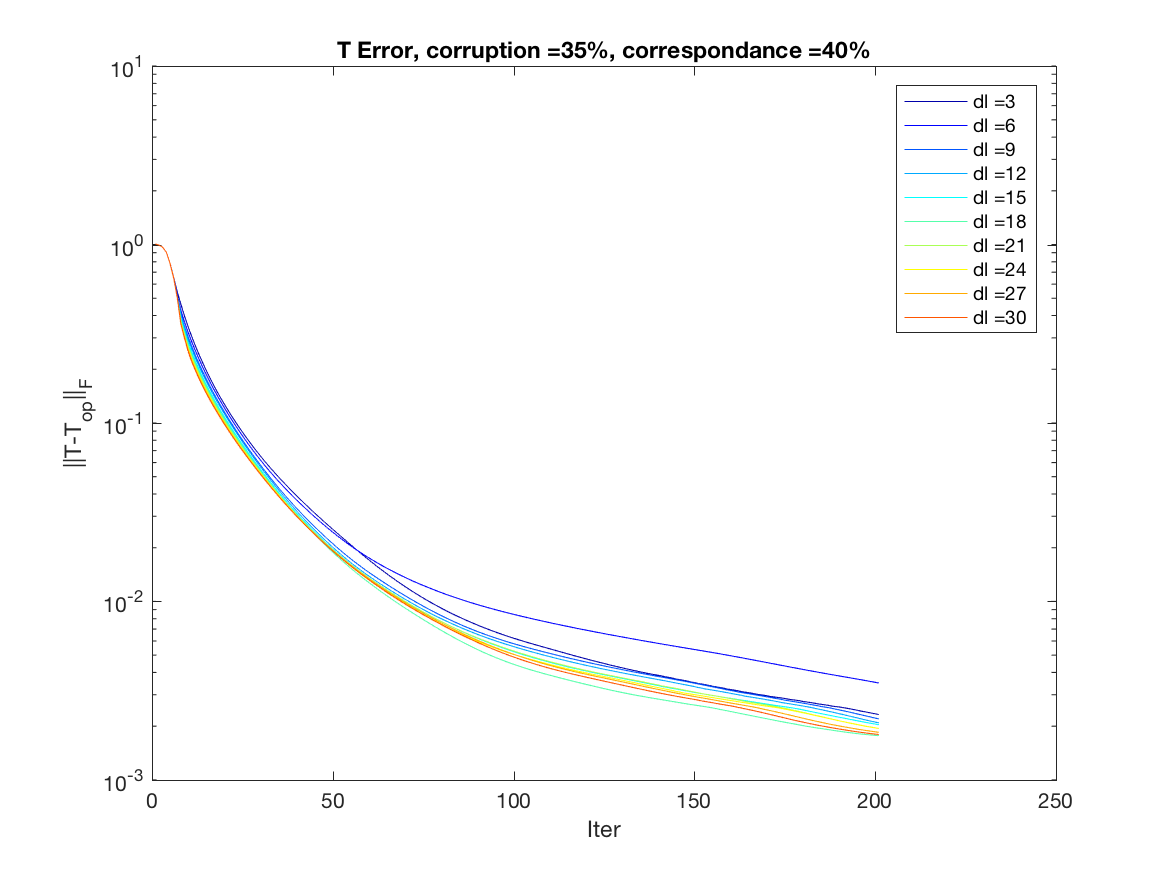 T Error, corruption =35%, correspondance =40%
10^1
10^0
10^-1
10^-2
10^-3
||T-T_op||_F
0 50 100 150 200 250
Iter
dl =3
dl =6
dl =9
dl =12
dl =15
dl =18
dl =21
dl =24
dl =27
dl =30